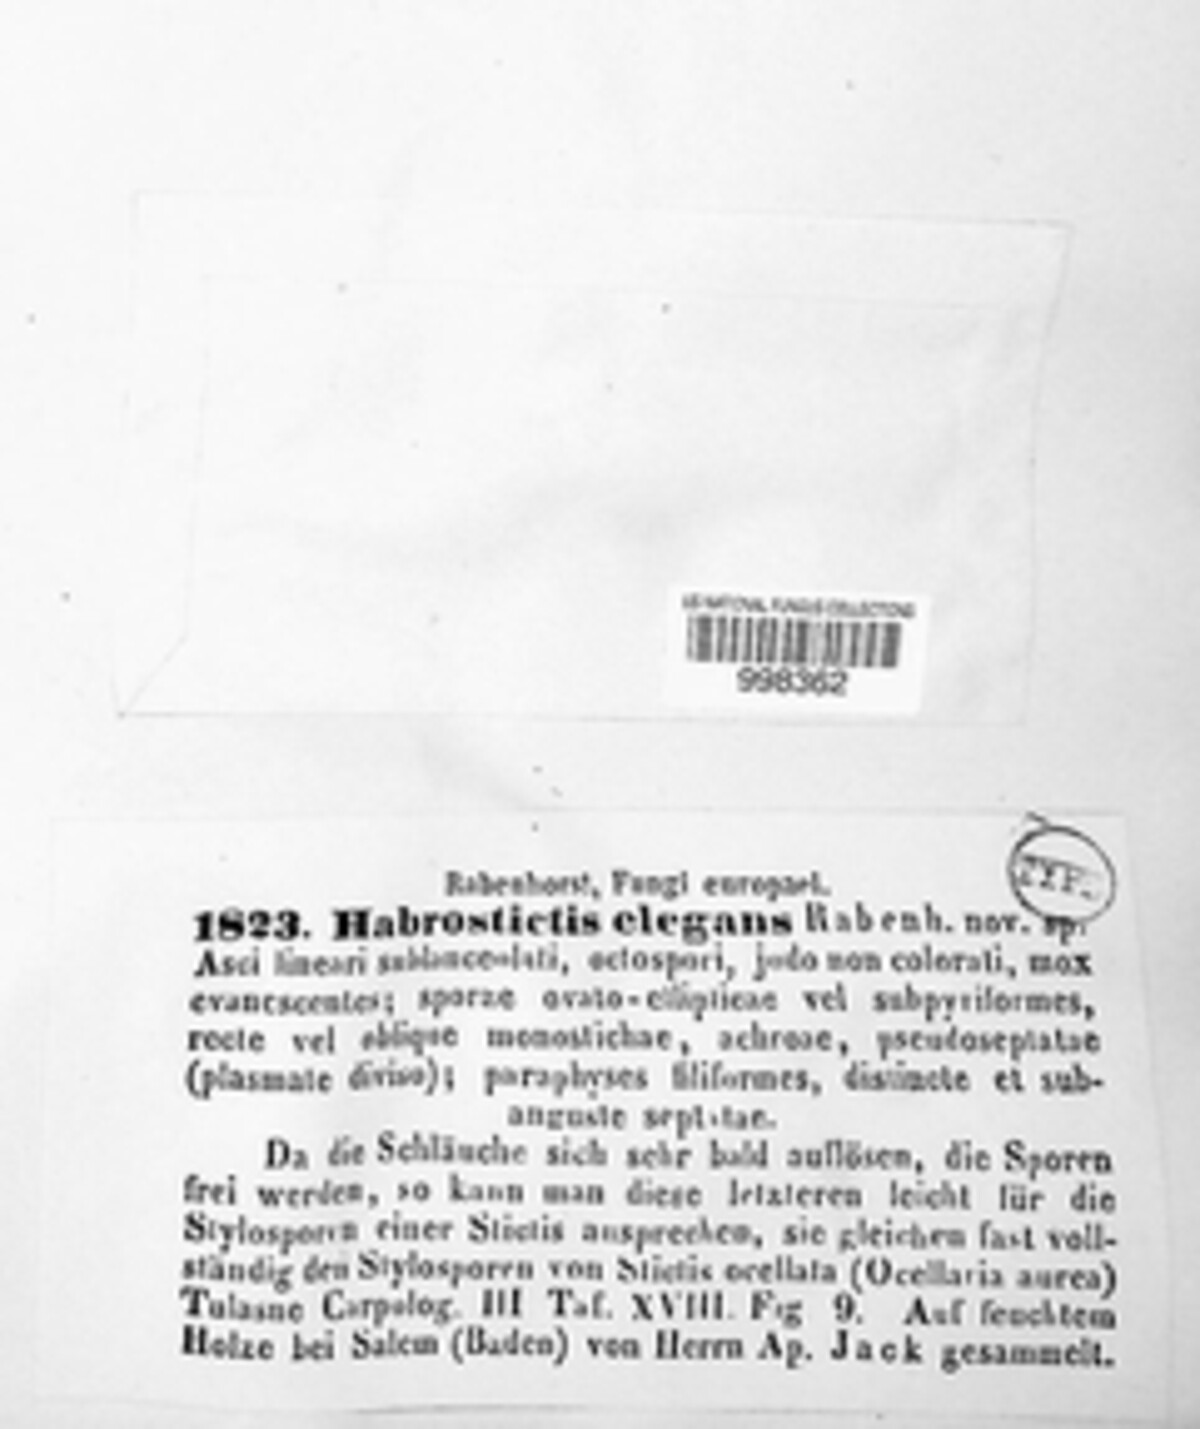 US NATIONAL FUNGUS COLLECTIONS
998362
TYP.
Rabenhorst, Fungi europaei.
1823. Habrostictis elegans Rabenh. nov. sp.
Asci lineari sublanceolati, octospori, jodo non colorati, mox
evanescentes; sporae ovato-ellipticae vel subpyriformes,
recte vel oblique monostichae, achroae, pseudoseptatae
(plasmate diviso); paraphyses filiformes, distincte et sub-
anguste septatae.
Da die Schläuche sich sehr bald auflösen, die Sporen
frei werden, so kann man diese letzteren leicht für die
Stylosporen einer Stictis ansprechen, sie gleichen fast voll-
ständig den Stylosporen von Stictis ocellata (Ocellaria aurea)
Tulasne Carpolog. III Taf. XVIII. Fig 9. Auf feuchtem
Holze bei Salem (Baden) von Herrn Ap. Jack gesammelt.